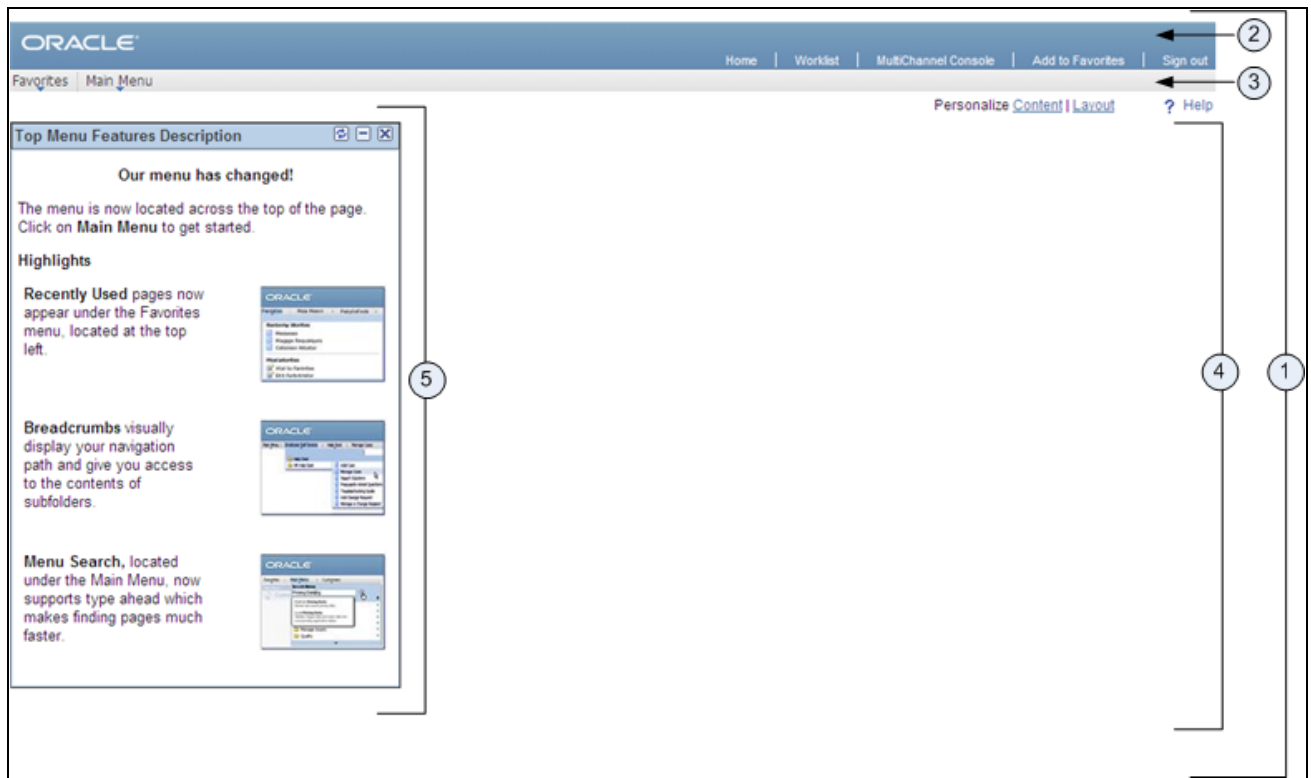 ORACLE
2
Home | Worklist | MultiChannel Console | Add to Favorites | Sign out
Favorites | Main Menu
3
Personalize Content | Layout
? Help
Top Menu Features Description
Our menu has changed!
The menu is now located across the top of the page.
Click on Main Menu to get started.
Highlights
Recently Used pages now
appear under the Favorites
menu, located at the top
left.
ORACLE
Breadcrumbs visually
display your navigation
path and give you access
to the contents of
subfolders.
ORACLE
Menu Search, located
under the Main Menu, now
supports type ahead which
makes finding pages much
faster.
ORACLE
5
4
1